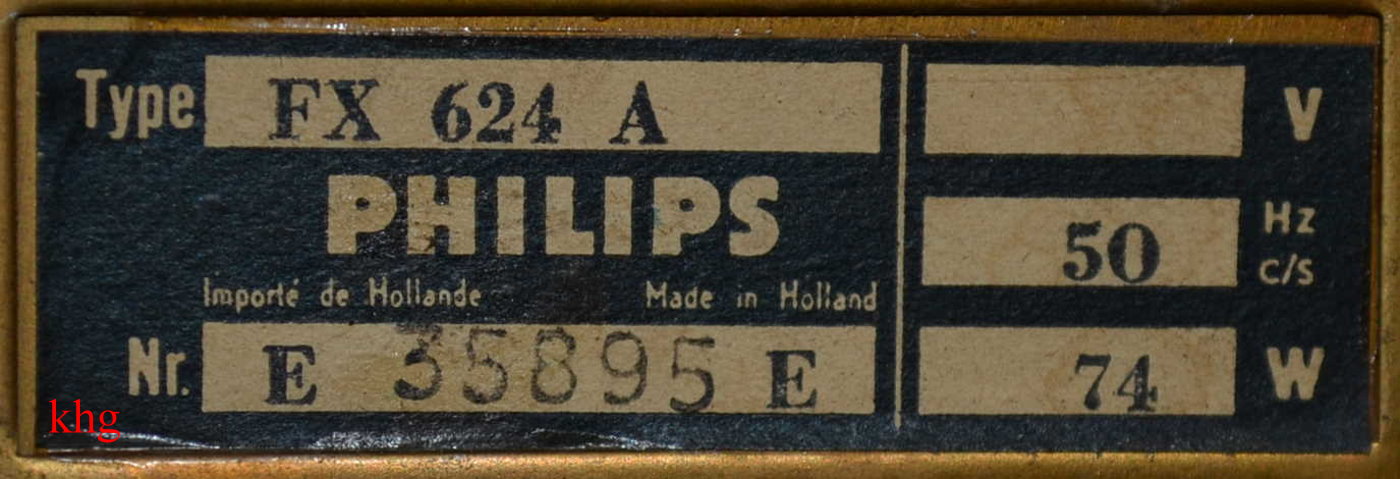 Type FX 624 A V
PHILIPS
50 Hz C/S
Importé de Hollande Made in Holland
Nr. E 35895 E 74 W
khg